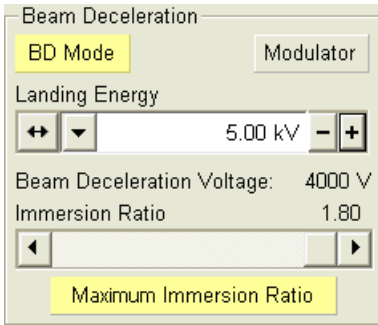 Beam Deceleration
BD Mode Modulator
Landing Energy
5.00 kV − +
Beam Deceleration Voltage: 4000 V
Immersion Ratio 1.80
Maximum Immersion Ratio